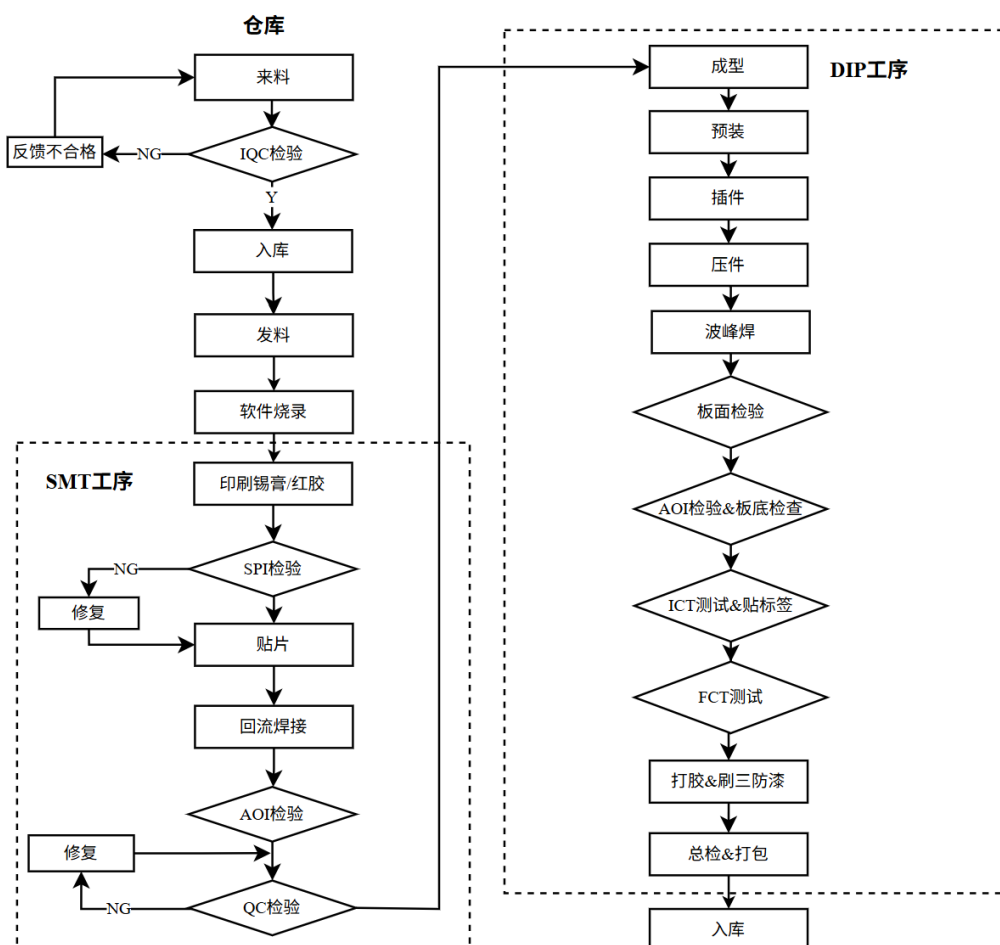 仓库
来料
反馈不合格
NG
IQC检验
Y
入库
发料
软件烧录
SMT工序
印刷锡膏/红胶
NG
SPI检验
修复
贴片
回流焊接
AOI检验
修复
NG
QC检验
DIP工序
成型
预装
插件
压件
波峰焊
板面检验
AOI检验&板底检查
ICT测试&贴标签
FCT测试
打胶&刷三防漆
总检&打包
入库